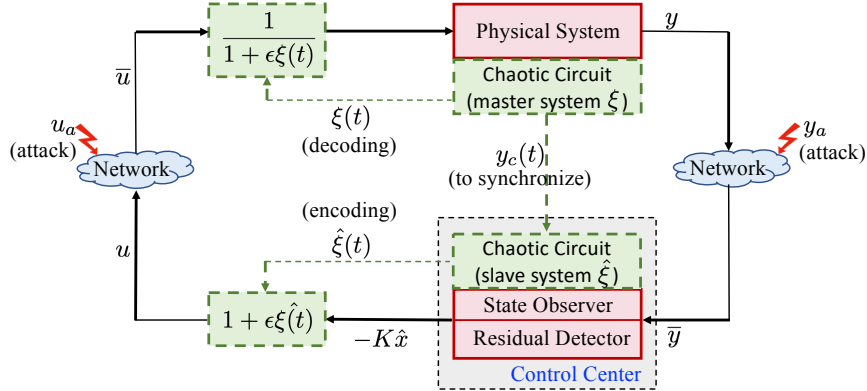 1
1 + ϵξ(t)
Physical System
y
Chaotic Circuit
(master system ξ)
u̅
ξ(t)
(decoding)
u_a
(attack)
Network
y_c(t)
(to synchronize)
y_a
(attack)
Network
(encoding)
ξ̂(t)
u
Chaotic Circuit
(slave system ξ̂)
1 + ϵξ(̂t)
State Observer
Residual Detector
−Kx̂
y̅
Control Center